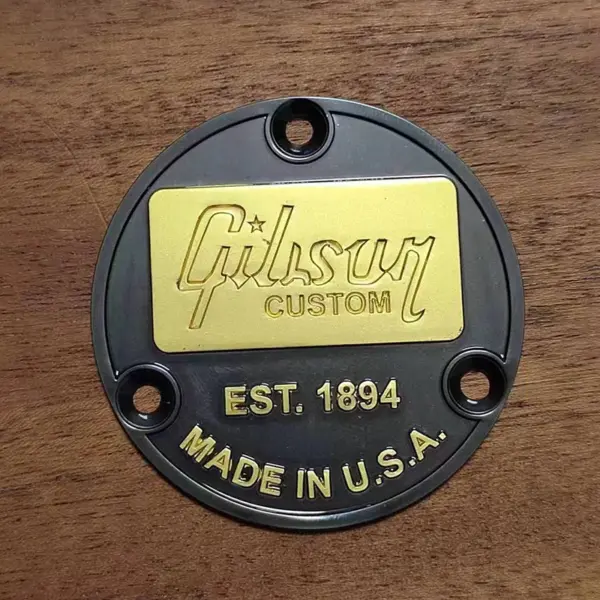 Gibson
CUSTOM
EST. 1894
MADE IN U.S.A.